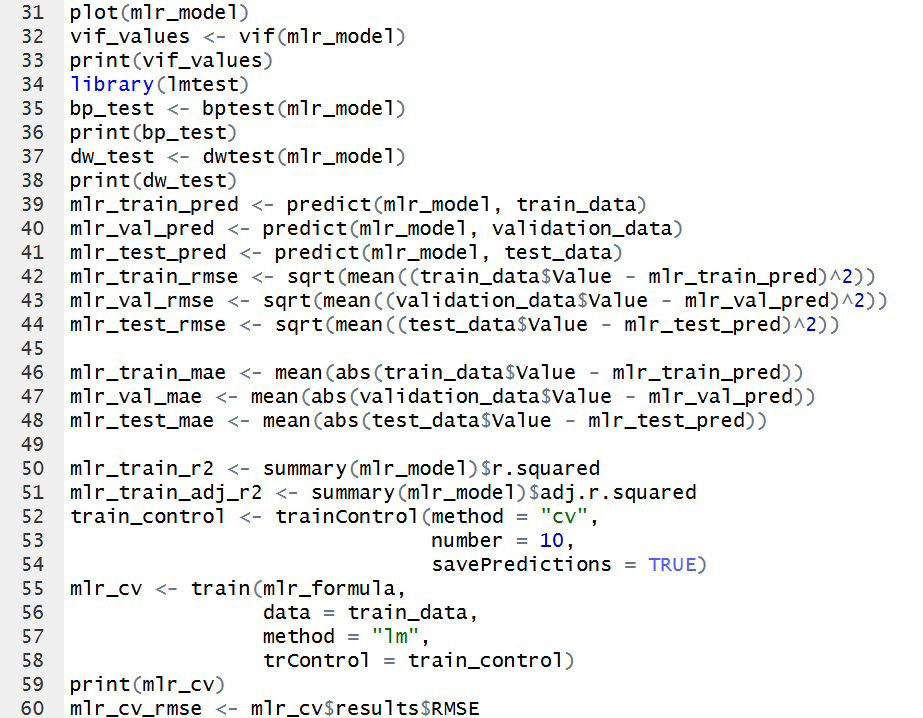 31 plot(mlr_model)
32 vif_values <- vif(mlr_model)
33 print(vif_values)
34 library(lmtest)
35 bp_test <- bptest(mlr_model)
36 print(bp_test)
37 dw_test <- dwtest(mlr_model)
38 print(dw_test)
39 mlr_train_pred <- predict(mlr_model, train_data)
40 mlr_val_pred <- predict(mlr_model, validation_data)
41 mlr_test_pred <- predict(mlr_model, test_data)
42 mlr_train_rmse <- sqrt(mean((train_data$Value - mlr_train_pred)^2))
43 mlr_val_rmse <- sqrt(mean((validation_data$Value - mlr_val_pred)^2))
44 mlr_test_rmse <- sqrt(mean((test_data$Value - mlr_test_pred)^2))
45
46 mlr_train_mae <- mean(abs(train_data$Value - mlr_train_pred))
47 mlr_val_mae <- mean(abs(validation_data$Value - mlr_val_pred))
48 mlr_test_mae <- mean(abs(test_data$Value - mlr_test_pred))
49
50 mlr_train_r2 <- summary(mlr_model)$r.squared
51 mlr_train_adj_r2 <- summary(mlr_model)$adj.r.squared
52 train_control <- trainControl(method = "cv",
53                               number = 10,
54                               savePredictions = TRUE)
55 mlr_cv <- train(mlr_formula,
56                 data = train_data,
57                 method = "lm",
58                 trControl = train_control)
59 print(mlr_cv)
60 mlr_cv_rmse <- mlr_cv$results$RMSE